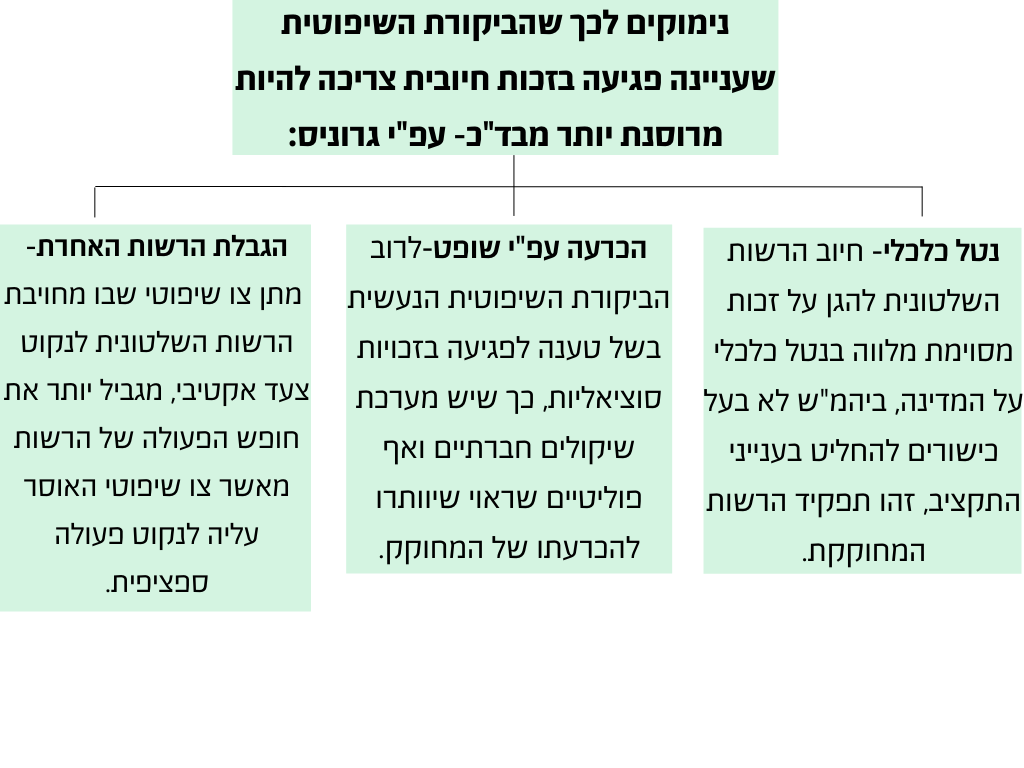 נימוקים לכך שהביקורת השיפוטית
שעניינה פגיעה בזכות חיובית צריכה להיות
מרוסנת יותר מבד"כ- עפ"י גרוניס:
נטל כלכלי- חיוב הרשות
השלטונית להגן על זכות
מסוימת מלווה בנטל כלכלי
על המדינה, ביהמ"ש לא בעל
כישורים להחליט בענייני
התקציב, זהו תפקיד הרשות
המחוקקת.
הכרעה עפ"י שופט-לרוב
הביקורת השיפוטית הנעשית
בשל טענה לפגיעה בזכויות
סוציאליות, כך שיש מערכת
שיקולים חברתיים ואף
פוליטיים שראוי שיוותרו
להכרעתו של המחוקק.
הגבלת הרשות האחרת-
מתן צו שיפוטי שבו מחויבת
הרשות השלטונית לנקוט
צעד אקטיבי, מגביל יותר את
חופש הפעולה של הרשות
מאשר צו שיפוטי האוסר
עליה לנקוט פעולה
ספציפית.